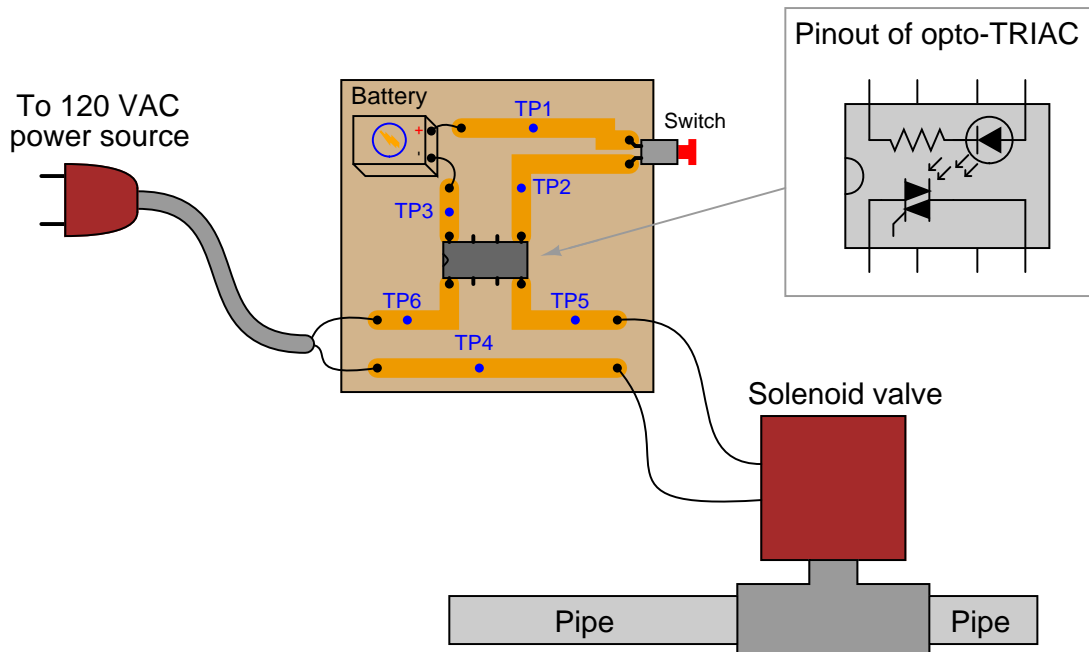 Pinout of opto-TRIAC
To 120 VAC
power source
Battery
+
-
TP1
Switch
TP2
TP3
TP6
TP5
TP4
Solenoid valve
Pipe
Pipe